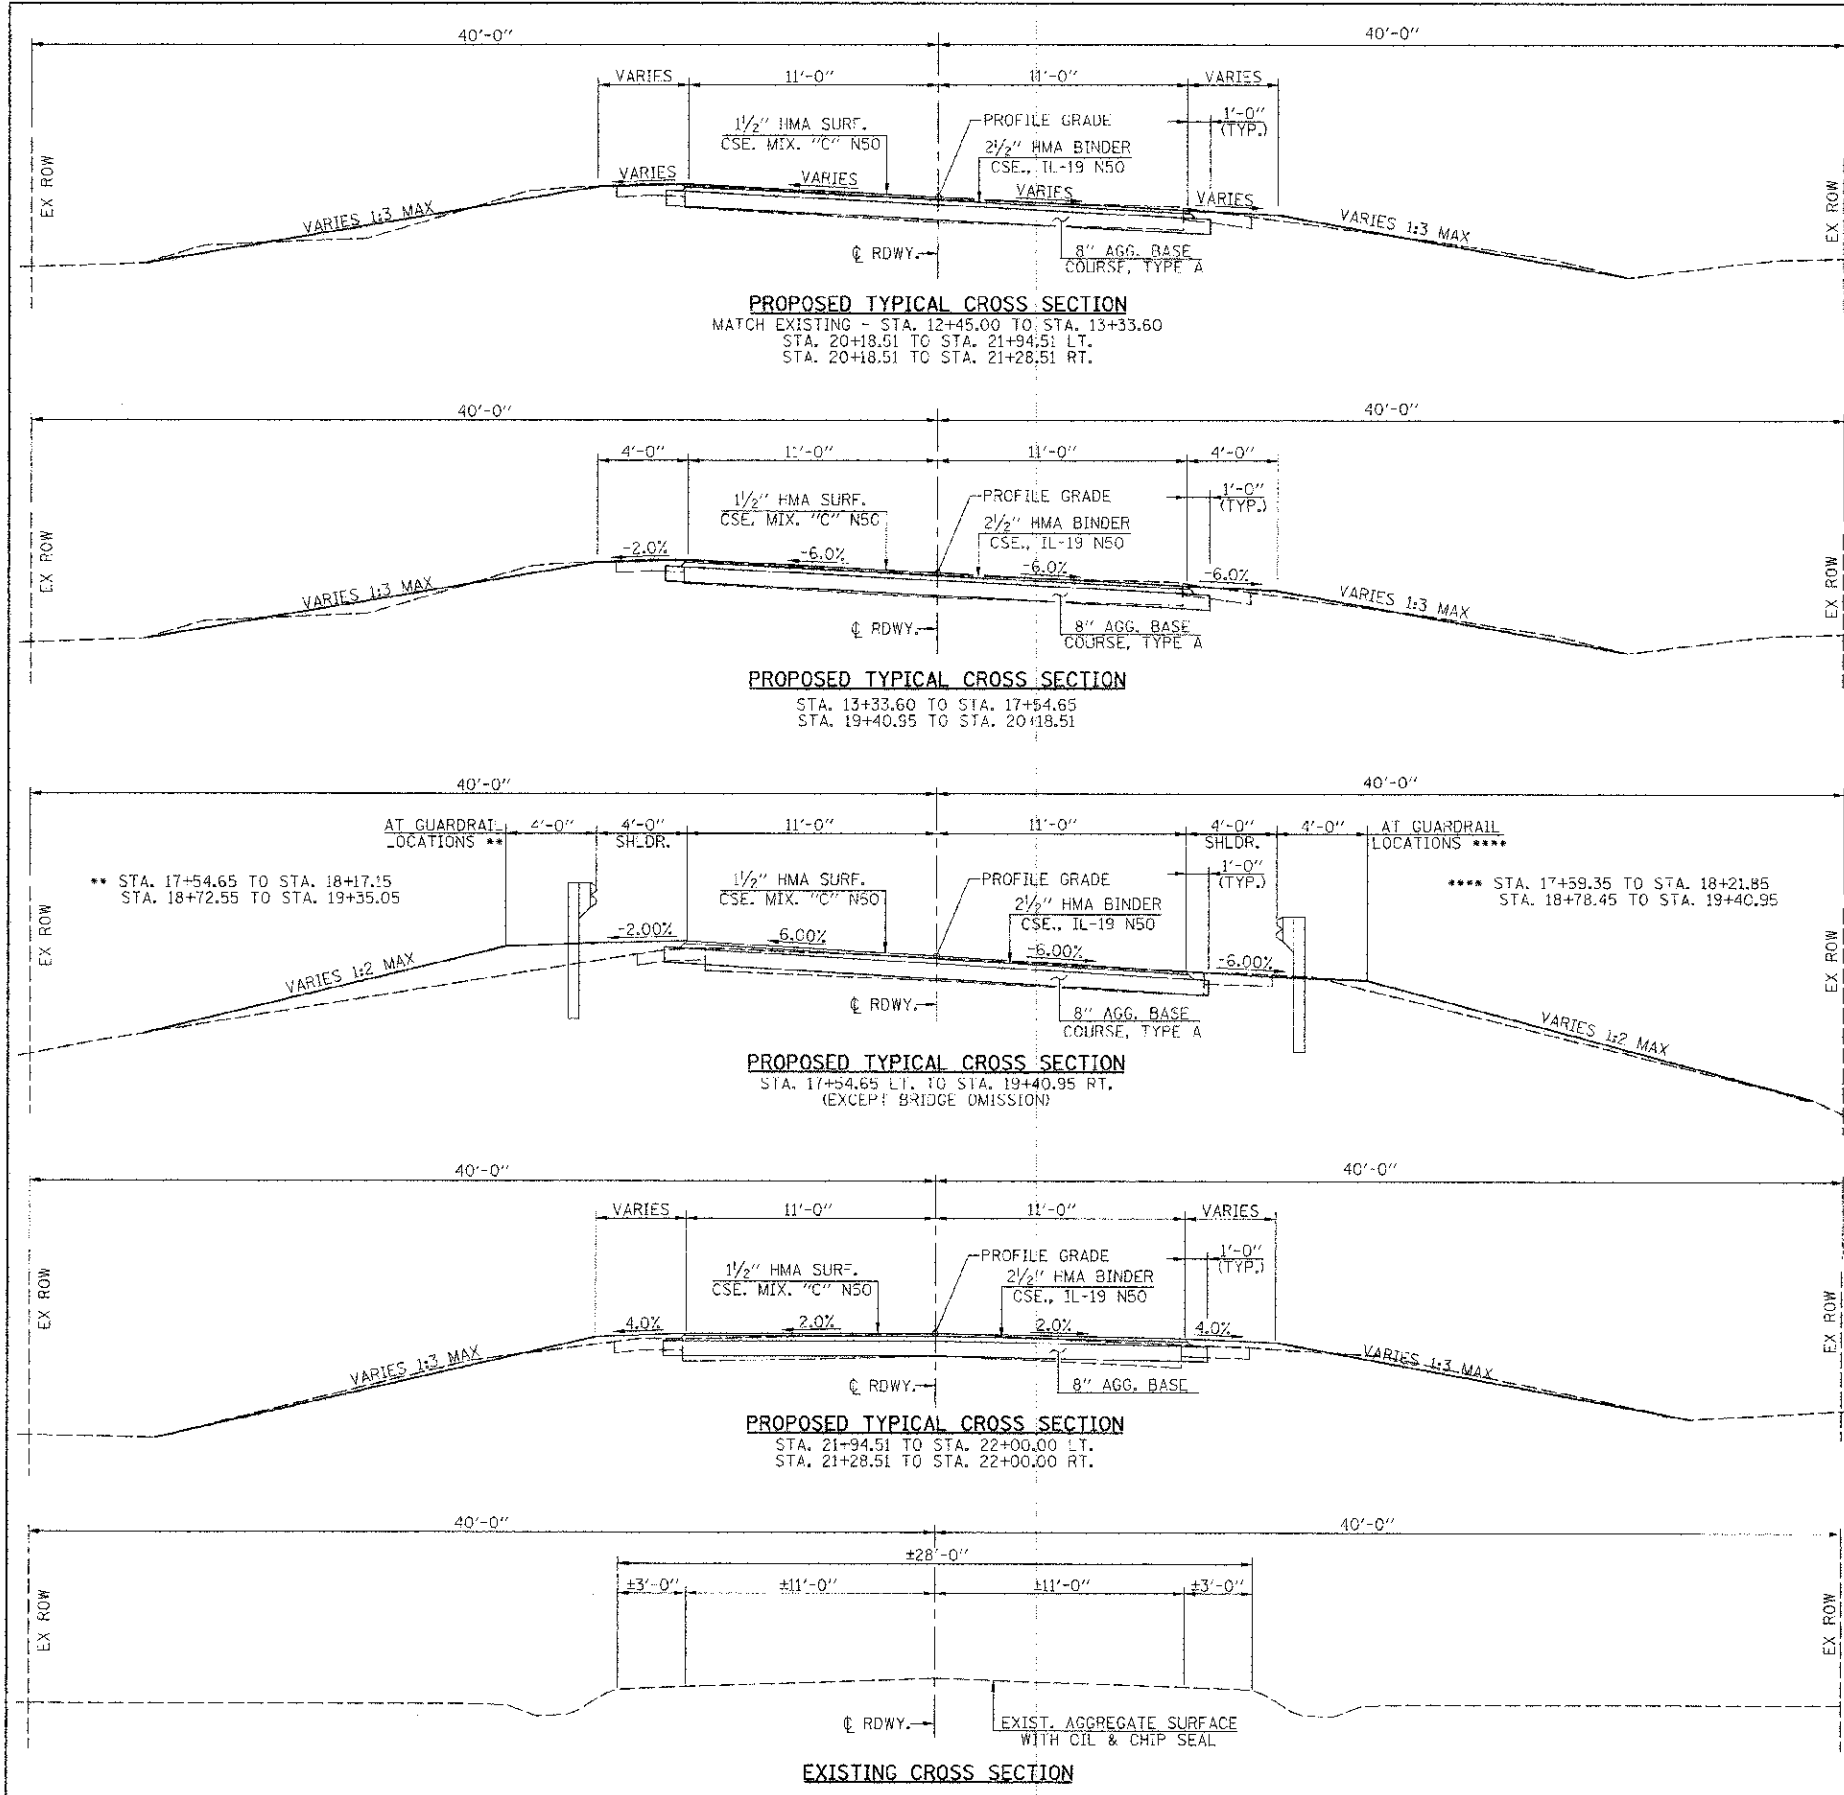 40'-0" 40'-0"
VARIES 11'-0" 11'-0" VARIES
1'-0"
(TYP.)
1½" HMA SURF.
CSE. MIX. "C" N50
PROFILE GRADE
2½" HMA BINDER
CSE., IL-19 N50
VARIES VARIES VARIES VARIES
VARIES 1:3 MAX VARIES 1:3 MAX
EX ROW EX ROW
℄ RDWY.
8" AGG. BASE
COURSE, TYPE A
PROPOSED TYPICAL CROSS SECTION
MATCH EXISTING - STA. 12+45.00 TO STA. 13+33.60
STA. 20+18.51 TO STA. 21+94.51 LT.
STA. 20+18.51 TO STA. 21+28.51 RT.
40'-0" 40'-0"
4'-0" 11'-0" 11'-0" 4'-0"
1'-0"
(TYP.)
1½" HMA SURF.
CSE. MIX. "C" N50
PROFILE GRADE
2½" HMA BINDER
CSE., IL-19 N50
-2.0% -6.0% -6.0% -6.0%
VARIES 1:3 MAX VARIES 1:3 MAX
EX ROW EX ROW
℄ RDWY.
8" AGG. BASE
COURSE, TYPE A
PROPOSED TYPICAL CROSS SECTION
STA. 13+33.60 TO STA. 17+54.65
STA. 19+40.95 TO STA. 20+18.51
40'-0" 40'-0"
AT GUARDRAIL
LOCATIONS **
4'-0" 4'-0"
SHLDR.
11'-0" 11'-0"
4'-0"
SHLDR.
4'-0"
AT GUARDRAIL
LOCATIONS ****
** STA. 17+54.65 TO STA. 18+17.15
STA. 18+72.55 TO STA. 19+35.05
1½" HMA SURF.
CSE. MIX. "C" N50
PROFILE GRADE
2½" HMA BINDER
CSE., IL-19 N50
1'-0"
(TYP.)
**** STA. 17+59.35 TO STA. 18+21.85
STA. 18+78.45 TO STA. 19+40.95
-2.00% 6.00% -6.00% -6.00%
VARIES 1:2 MAX VARIES 1:2 MAX
EX ROW EX ROW
℄ RDWY.
8" AGG. BASE
COURSE, TYPE A
PROPOSED TYPICAL CROSS SECTION
STA. 17+54.65 LT. TO STA. 19+40.95 RT.
(EXCEPT BRIDGE OMISSION)
40'-0" 40'-0"
VARIES 11'-0" 11'-0" VARIES
1'-0"
(TYP.)
1½" HMA SURF.
CSE. MIX. "C" N50
PROFILE GRADE
2½" HMA BINDER
CSE., IL-19 N50
4.0% 2.0% 2.0% 4.0%
VARIES 1:3 MAX VARIES 1:3 MAX
EX ROW EX ROW
℄ RDWY.
8" AGG. BASE
PROPOSED TYPICAL CROSS SECTION
STA. 21+94.51 TO STA. 22+00.00 LT.
STA. 21+28.51 TO STA. 22+00.00 RT.
40'-0" 40'-0"
±28'-0"
±3'-0" ±11'-0" ±11'-0" ±3'-0"
EX ROW EX ROW
℄ RDWY.
EXIST. AGGREGATE SURFACE
WITH OIL & CHIP SEAL
EXISTING CROSS SECTION